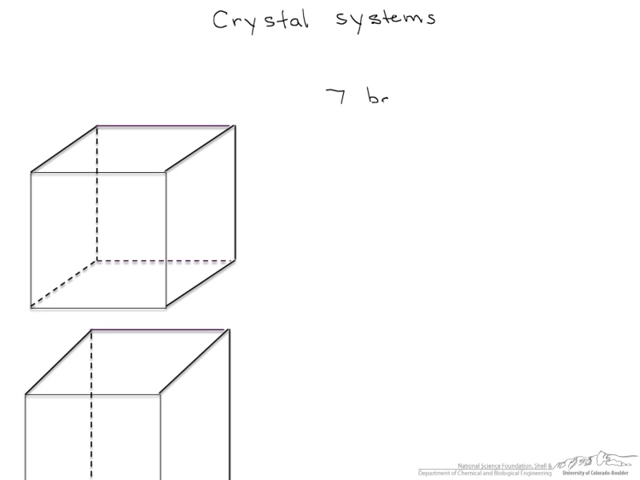 Crystal systems
7 br
National Science Foundation, Shell &
Department of Chemical and Biological Engineering
University of Colorado-Boulder